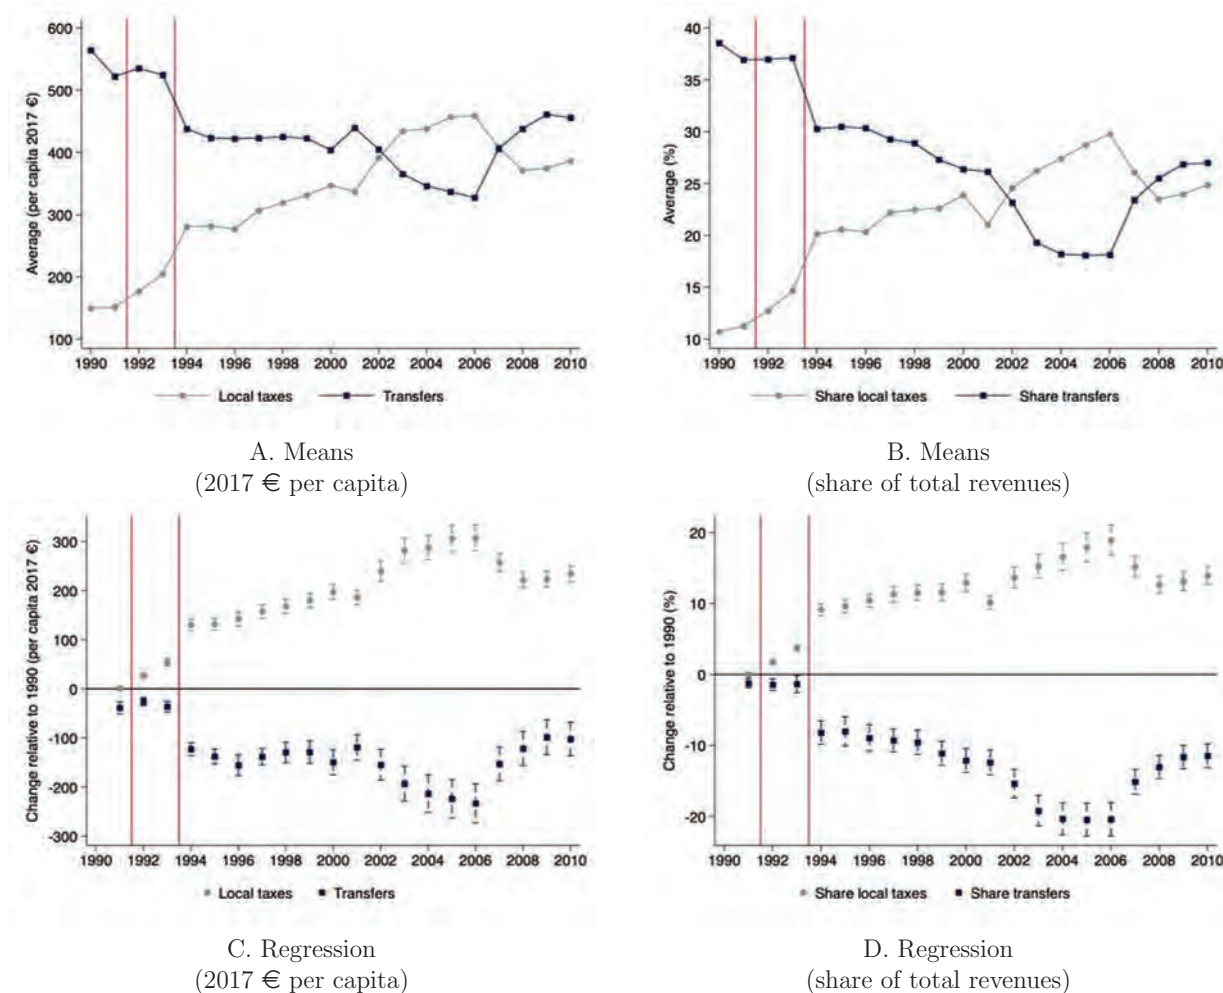 600
500
400
300
200
100
Average (per capita 2017 €)
1990 1992 1994 1996 1998 2000 2002 2004 2006 2008 2010
Local taxes Transfers
A. Means
(2017 € per capita)
40
35
30
25
20
15
10
Average (%)
1990 1992 1994 1996 1998 2000 2002 2004 2006 2008 2010
Share local taxes Share transfers
B. Means
(share of total revenues)
300
200
100
0
-100
-200
-300
Change relative to 1990 (per capita 2017 €)
1990 1992 1994 1996 1998 2000 2002 2004 2006 2008 2010
Local taxes Transfers
C. Regression
(2017 € per capita)
20
10
0
-10
-20
Change relative to 1990 (%)
1990 1992 1994 1996 1998 2000 2002 2004 2006 2008 2010
Share local taxes Share transfers
D. Regression
(share of total revenues)